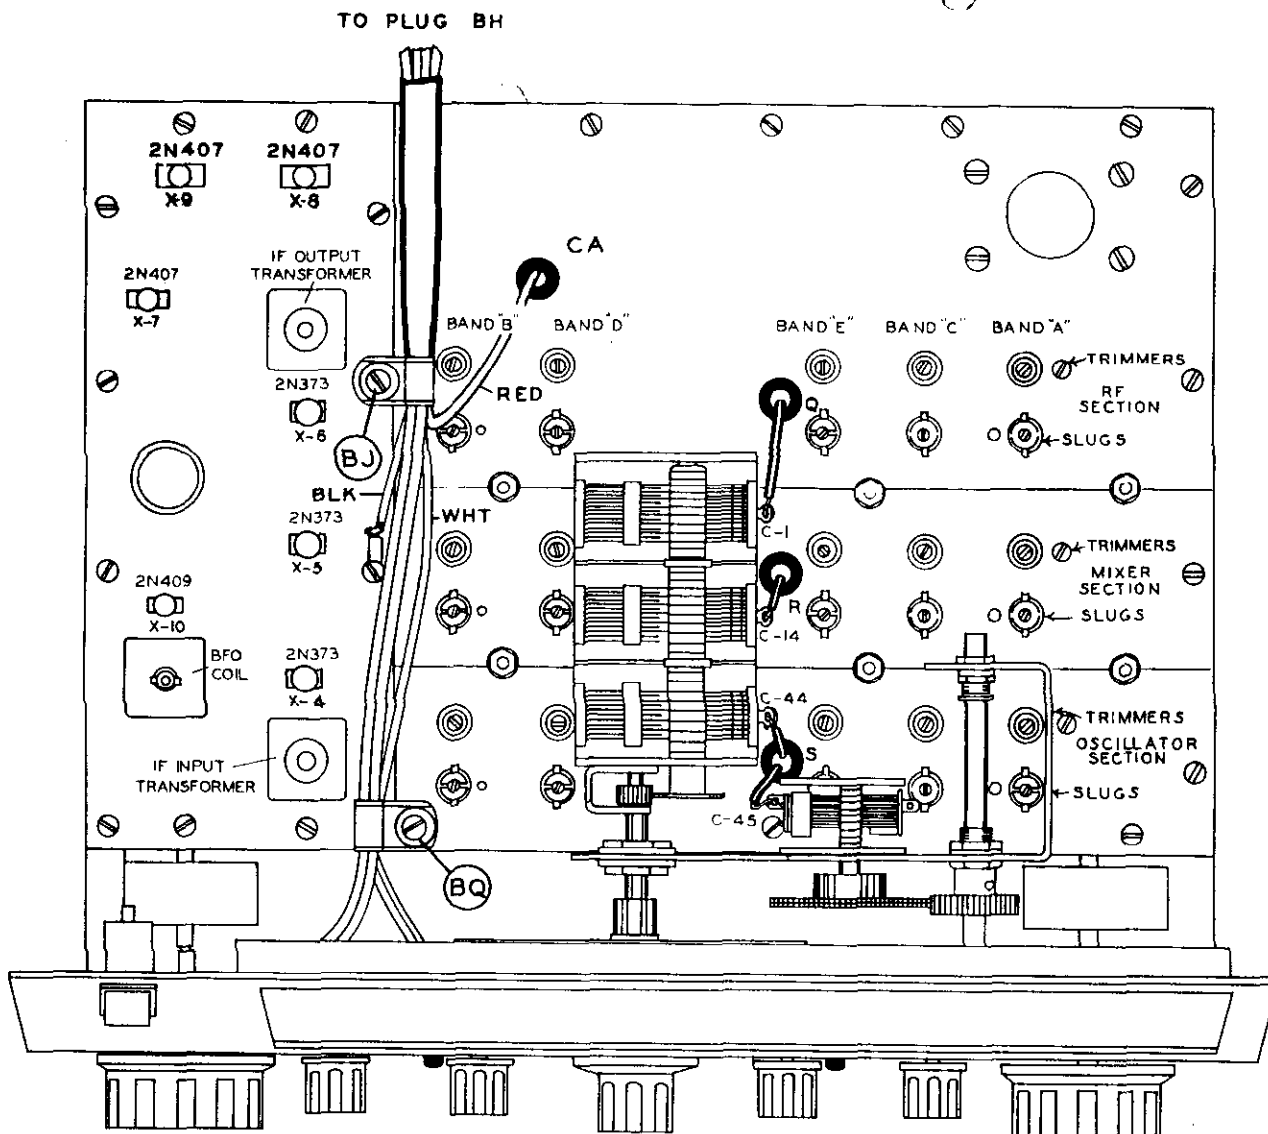 TO PLUG BH
2N407
X-9
2N407
X-8
CA
IF OUTPUT
TRANSFORMER
2N407
X-7
BAND "B"
BAND "D"
BAND "E"
BAND "C"
BAND "A"
TRIMMERS
RF
SECTION
SLUGS
2N373
X-6
RED
Q
BJ
BLK
WHT
C-1
2N373
X-5
TRIMMERS
MIXER
SECTION
SLUGS
2N409
X-10
R
C-14
BFO
COIL
2N373
X-4
C-44
TRIMMERS
OSCILLATOR
SECTION
S
IF INPUT
TRANSFORMER
SLUGS
C-45
BQ